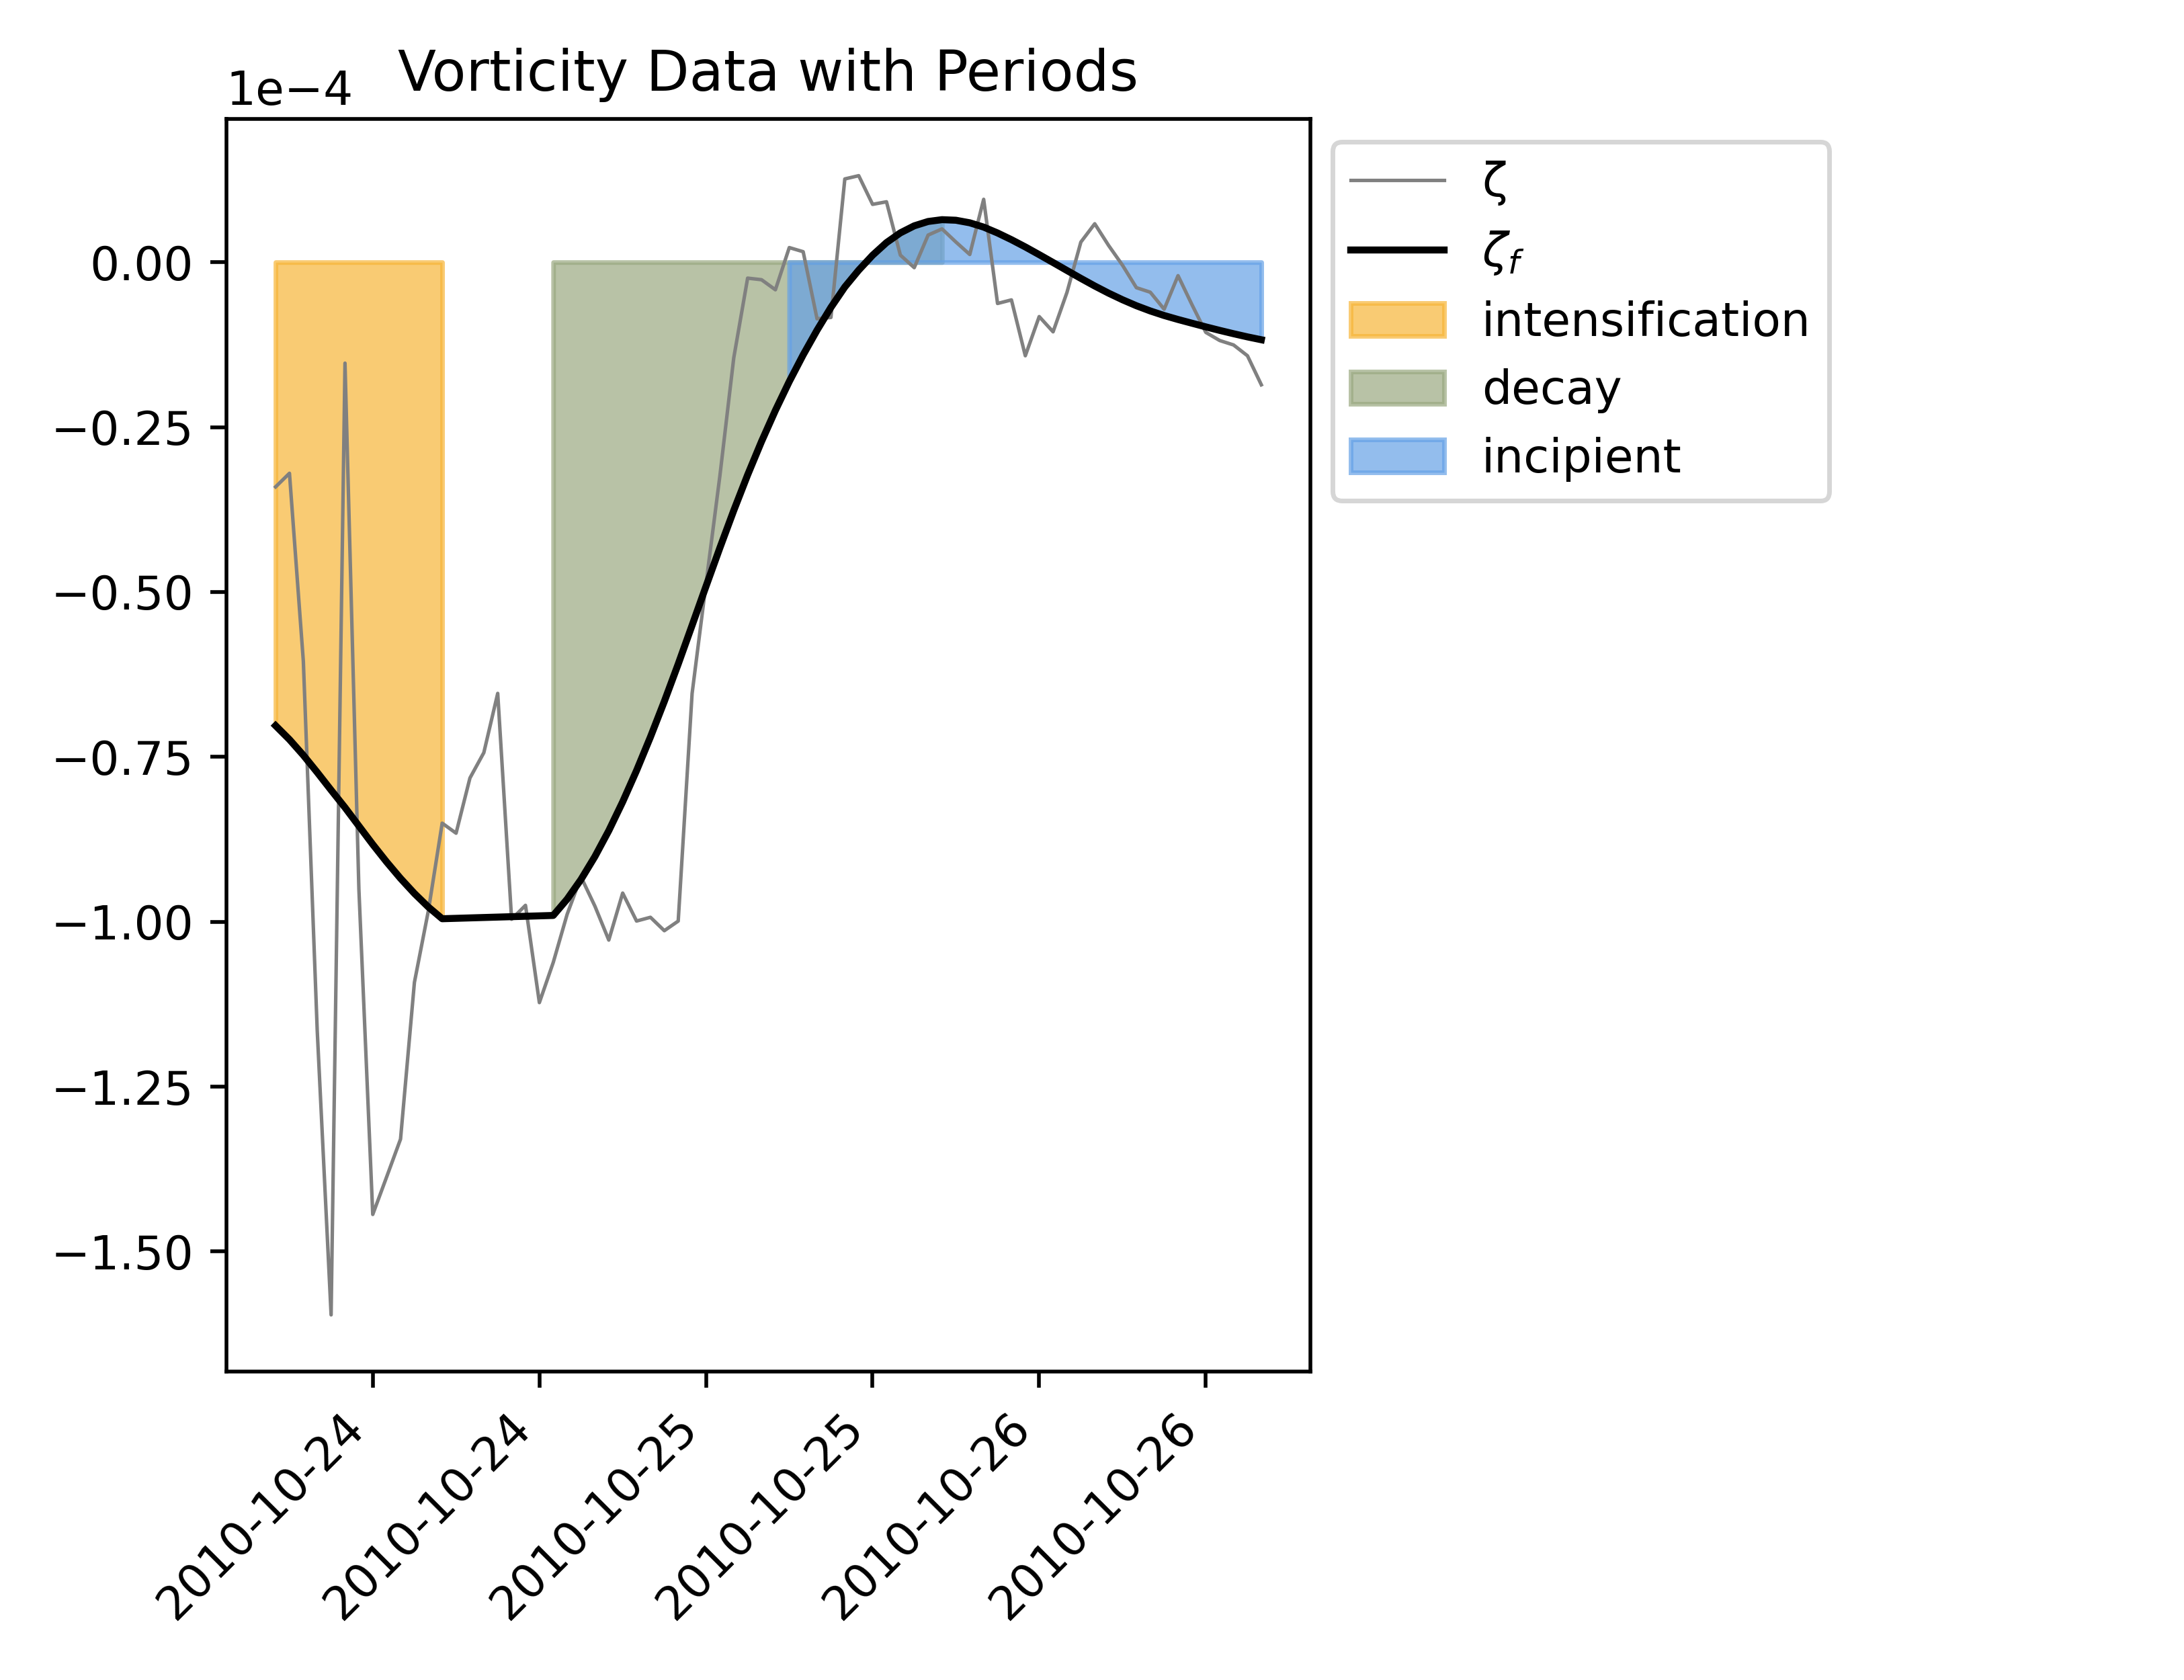 Vorticity Data with Periods
1e−4
0.00
−0.25
−0.50
−0.75
−1.00
−1.25
−1.50
2010-10-24
2010-10-24
2010-10-25
2010-10-25
2010-10-26
2010-10-26
ζ
ζf
intensification
decay
incipient